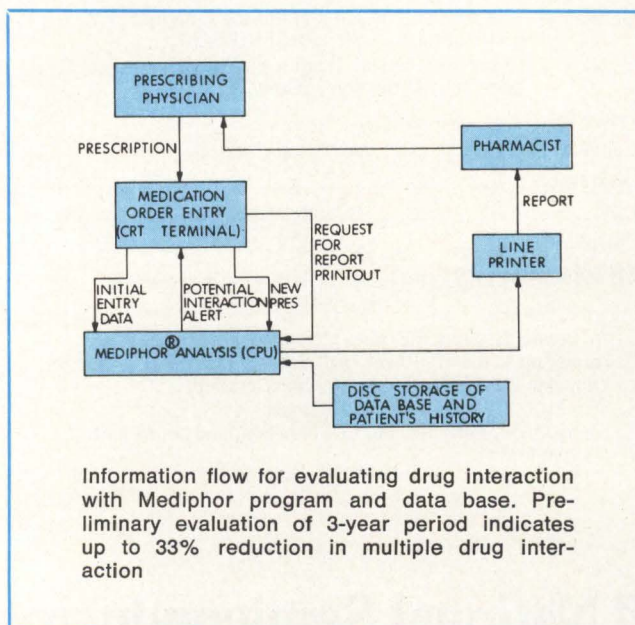 PRESCRIBING
PHYSICIAN
PRESCRIPTION
PHARMACIST
MEDICATION
ORDER ENTRY
(CRT TERMINAL)
REPORT
REQUEST
FOR
REPORT
PRINTOUT
LINE
PRINTER
INITIAL
ENTRY
DATA
POTENTIAL
INTERACTION
ALERT
NEW
PRES
MEDIPHOR® ANALYSIS (CPU)
DISC STORAGE OF
DATA BASE AND
PATIENT'S HISTORY
Information flow for evaluating drug interaction
with Mediphor program and data base. Pre-
liminary evaluation of 3-year period indicates
up to 33% reduction in multiple drug inter-
action